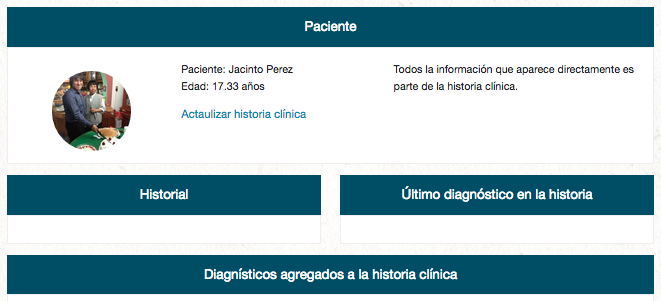 Paciente
Paciente: Jacinto Perez
Edad: 17.33 años
Actaulizar historia clínica
Todos la información que aparece directamente es
parte de la historia clínica.
Historial
Último diagnóstico en la historia
Diagnísticos agregados a la historia clínica